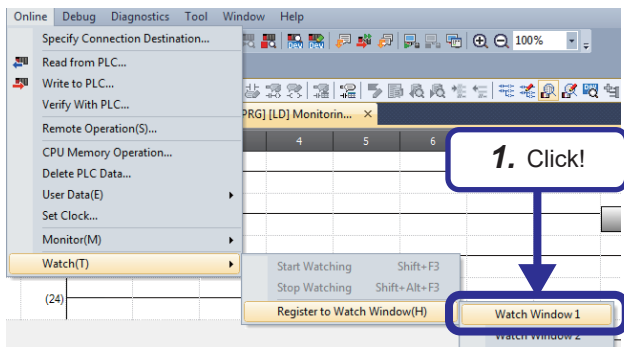 Online Debug Diagnostics Tool Window Help
Specify Connection Destination...
100%
Read from PLC...
Write to PLC...
Verify With PLC...
PRG] [LD] Monitorin... ×
Remote Operation(S)...
4 5 6
CPU Memory Operation...
1. Click!
Delete PLC Data...
User Data(E)
Set Clock...
Monitor(M)
Watch(T)
Start Watching Shift+F3
Stop Watching Shift+Alt+F3
(24)
Register to Watch Window(H)
Watch Window 1
Watch Window 2